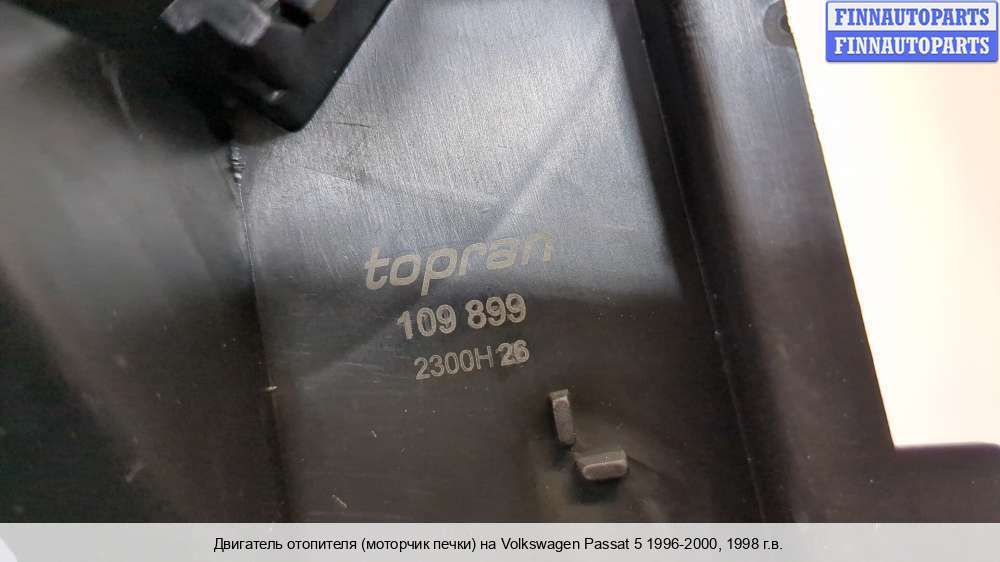 FINNAUTOPARTS
FINNAUTOPARTS
topran
109 899
2300H 26
Двигатель отопителя (моторчик печки) на Volkswagen Passat 5 1996-2000, 1998 г.в.